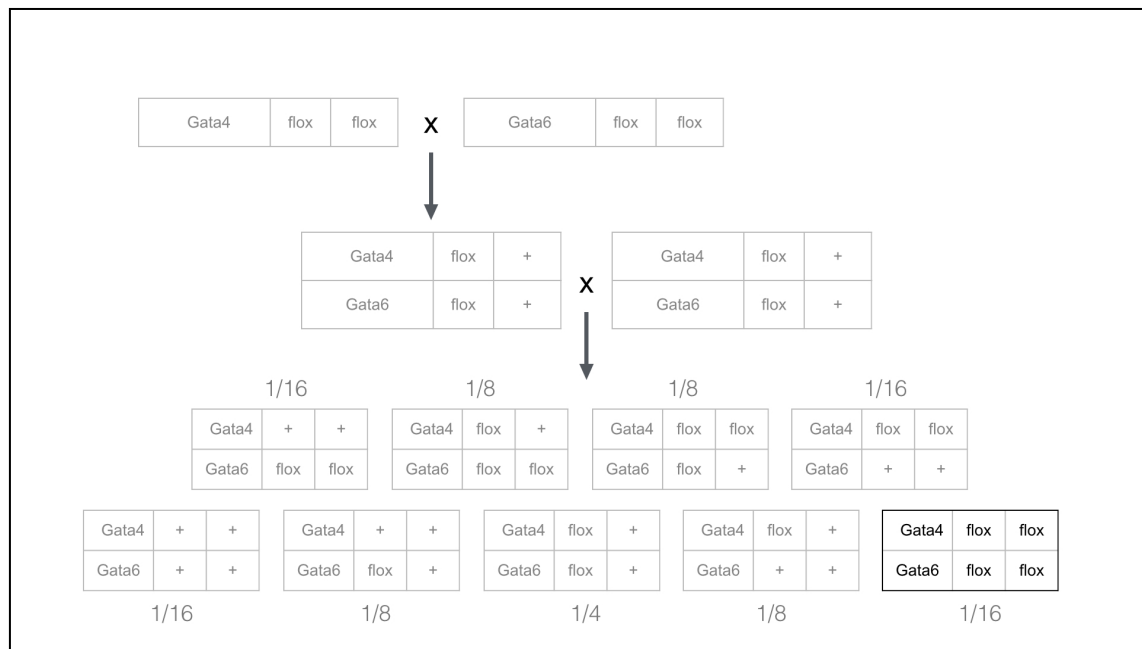 Gata4 flox flox x Gata6 flox flox
Gata4 flox + Gata4 flox +
x
Gata6 flox + Gata6 flox +
1/16 1/8 1/8 1/16
Gata4 + + Gata4 flox + Gata4 flox flox Gata4 flox flox
Gata6 flox flox Gata6 flox flox Gata6 flox + Gata6 + +
Gata4 + + Gata4 + + Gata4 flox + Gata4 flox + Gata4 flox flox
Gata6 + + Gata6 flox + Gata6 flox + Gata6 + + Gata6 flox flox
1/16 1/8 1/4 1/8 1/16